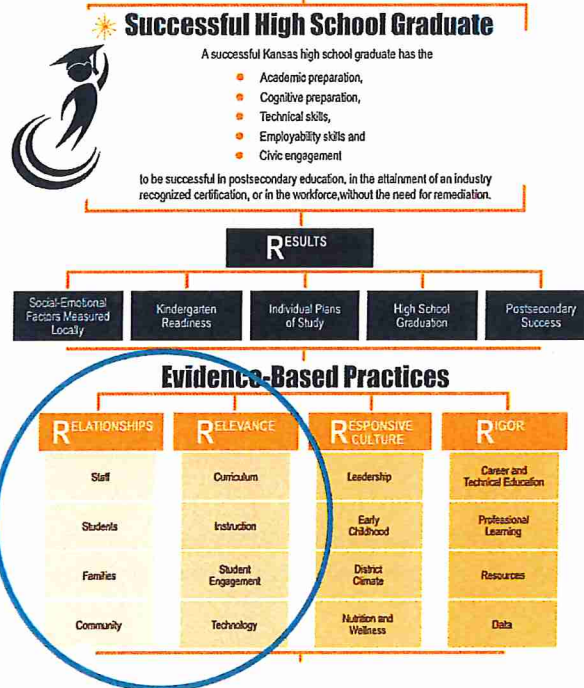 Successful High School Graduate
A successful Kansas high school graduate has the
Academic preparation,
Cognitive preparation,
Technical skills,
Employability skills and
Civic engagement
to be successful in postsecondary education, in the attainment of an industry
recognized certification, or in the workforce,without the need for remediation.
RESULTS
Social-Emotional
Factors Measured
Locally
Kindergarten
Readiness
Individual Plans
of Study
High School
Graduation
Postsecondary
Success
Evidence-Based Practices
RELATIONSHIPS
RELEVANCE
RESPONSIVE
CULTURE
RIGOR
Staff
Curriculum
Leadership
Career and
Technical Education
Students
Instruction
Early
Childhood
Professional
Learning
Families
Student
Engagement
District
Climate
Resources
Community
Technology
Nutrition and
Wellness
Data